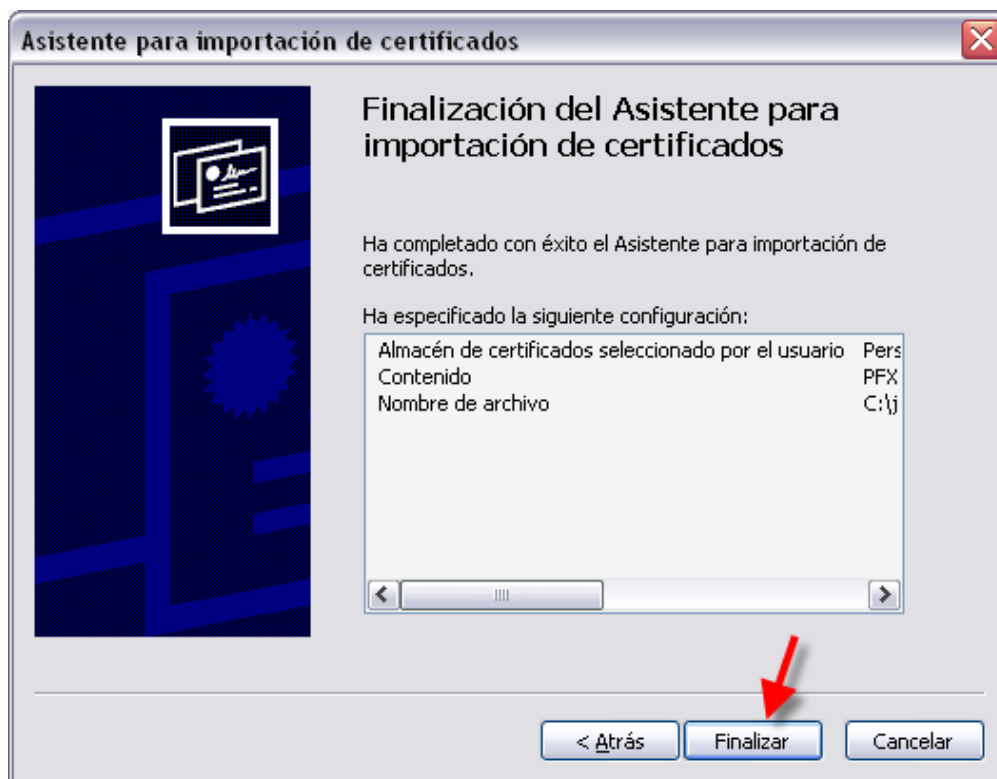 Asistente para importación de certificados
Finalización del Asistente para
importación de certificados
Ha completado con éxito el Asistente para importación de
certificados.
Ha especificado la siguiente configuración:
Almacén de certificados seleccionado por el usuario Pers
Contenido PFX
Nombre de archivo C:\j
< Atrás Finalizar Cancelar